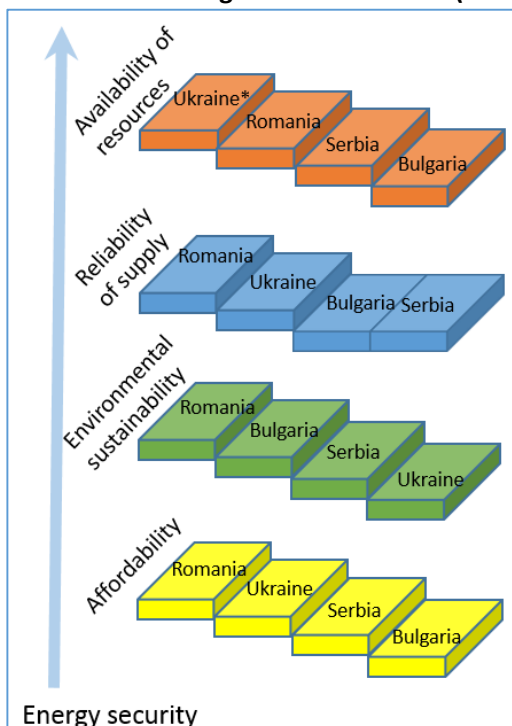 Availability of
resources
Ukraine*
Romania
Serbia
Bulgaria
Reliability
of supply
Romania
Ukraine
Bulgaria
Serbia
Environmental
sustainability
Romania
Bulgaria
Serbia
Ukraine
Affordability
Romania
Ukraine
Serbia
Bulgaria
Energy security